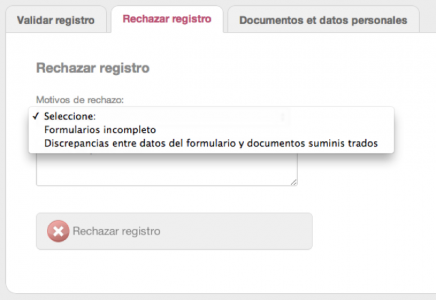 Validar registro Rechazar registro Documentos et datos personales
Rechazar registro
Motivos de rechazo:
✓ Seleccione:
Formularios incompleto
Discrepancias entre datos del formulario y documentos suminis trados
Rechazar registro